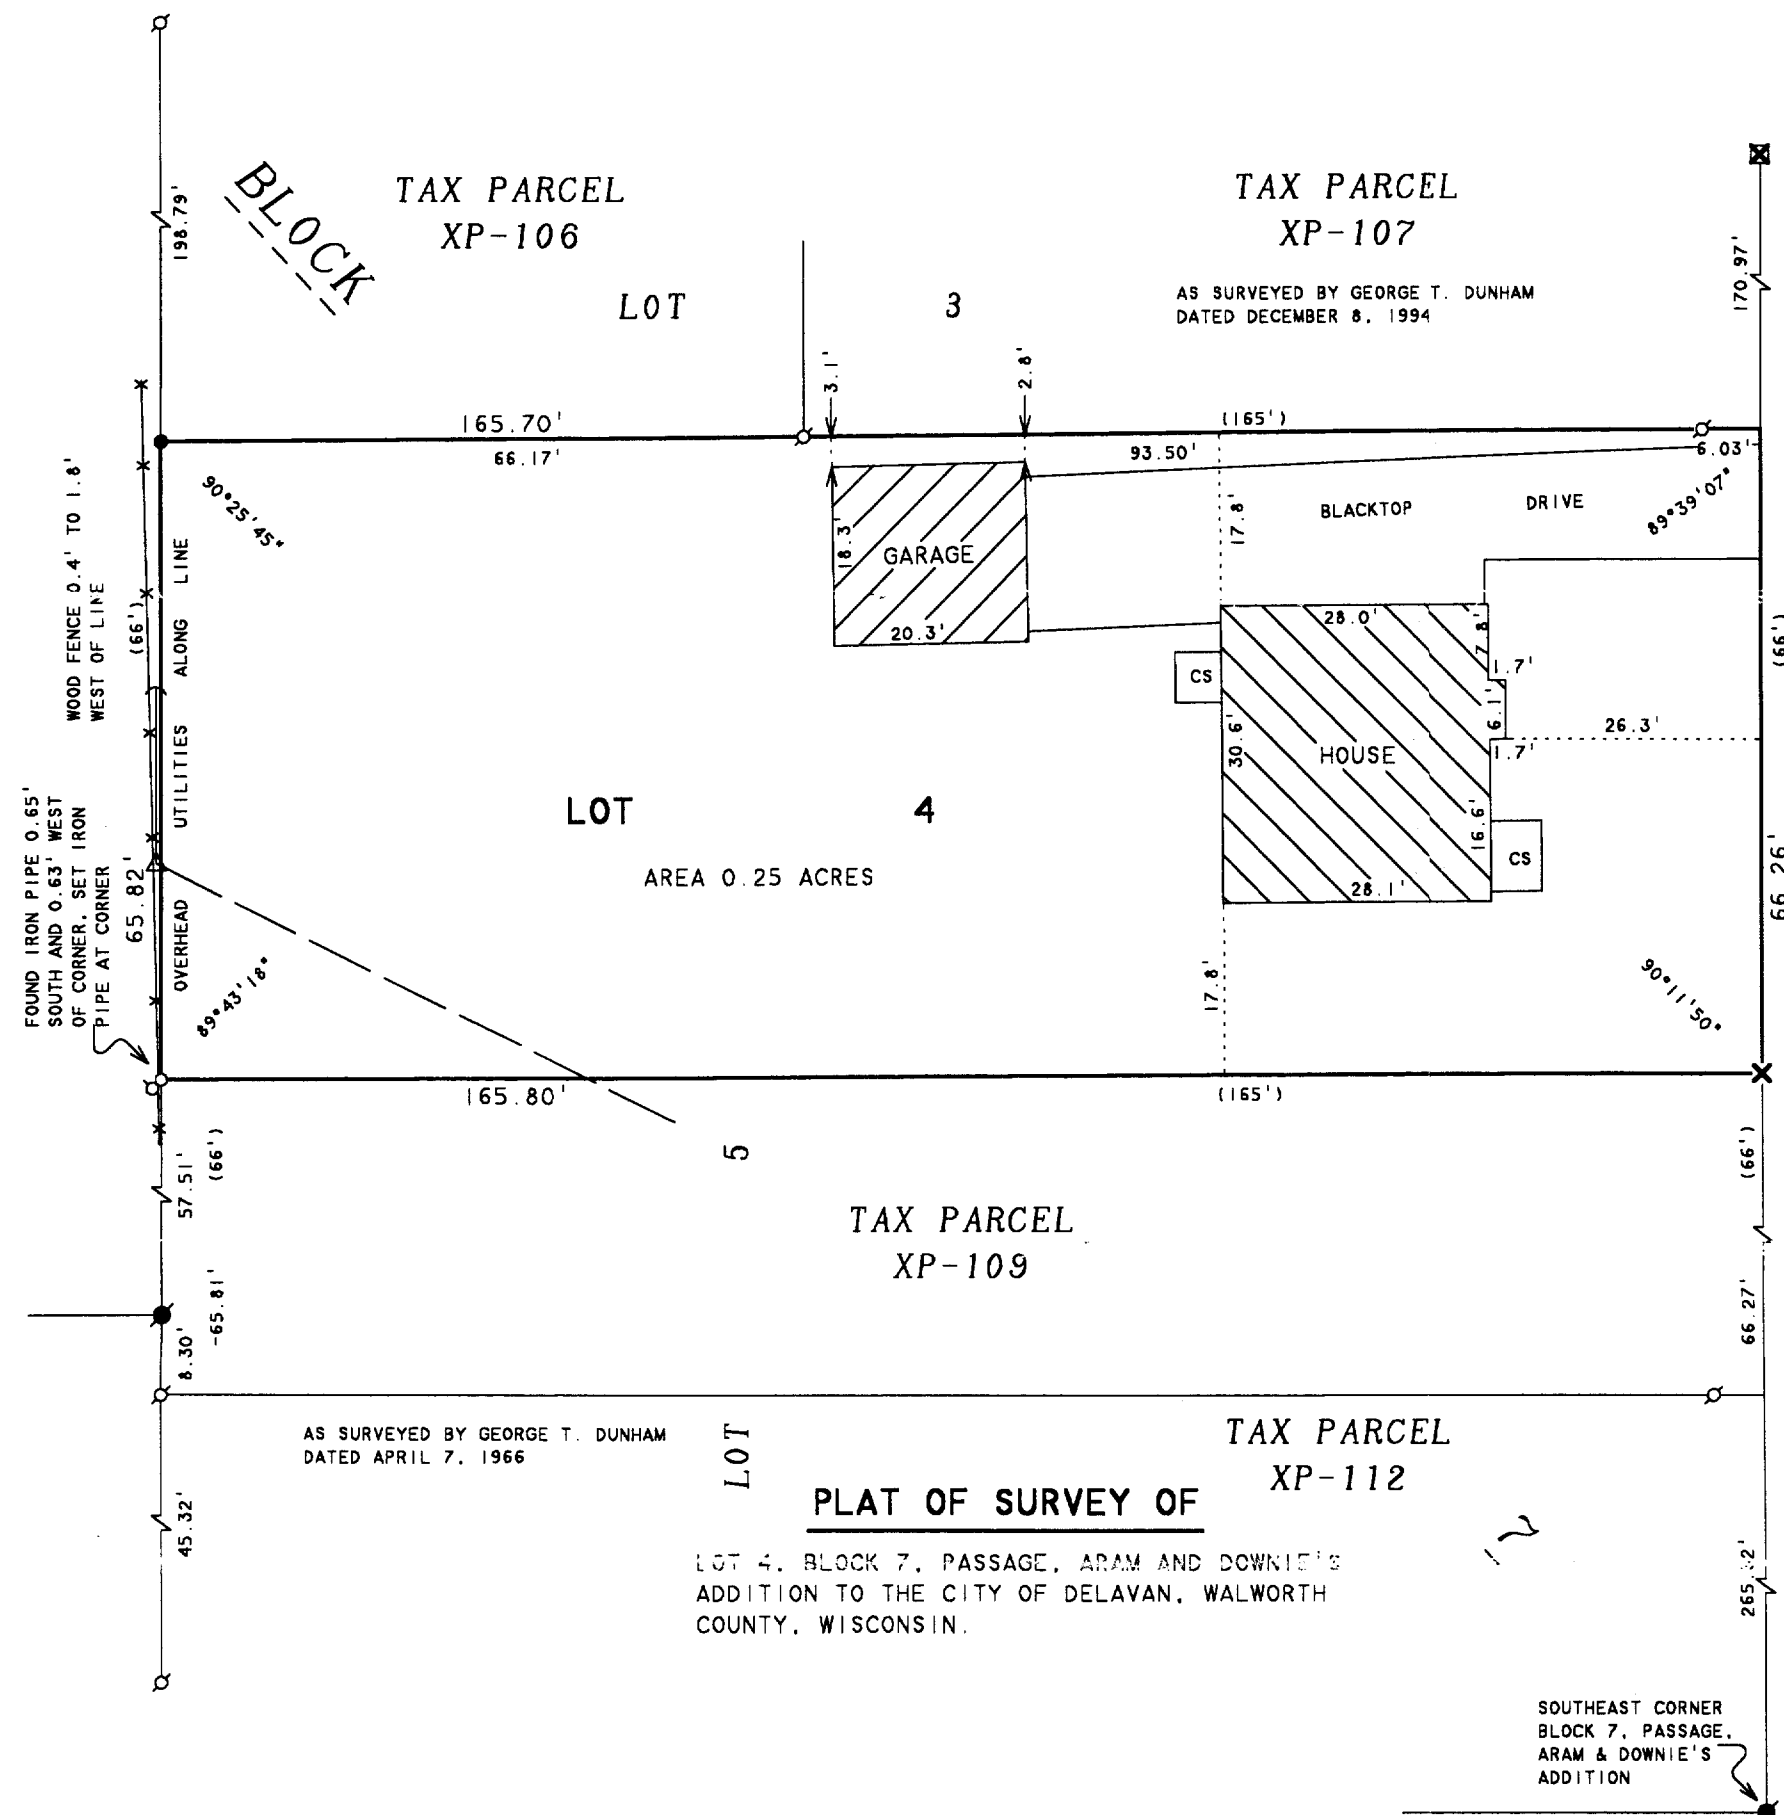 198.79'
BLOCK
TAX PARCEL
XP-106
TAX PARCEL
XP-107
170.97'
LOT 3
AS SURVEYED BY GEORGE T. DUNHAM
DATED DECEMBER 8, 1994
3.1'
2.8'
165.70'
(165')
66.17'
93.50'
6.03'
90°25'45"
89°39'07"
WOOD FENCE 0.4' TO 1.8'
WEST OF LINE
(66')
OVERHEAD UTILITIES ALONG LINE
18.3'
GARAGE
20.3'
17.8'
BLACKTOP DRIVE
28.0'
7.8'
1.7'
CS
6.1'
(66')
26.3'
30.6'
HOUSE
1.7'
LOT 4
16.6'
CS
AREA 0.25 ACRES
28.1'
66.26'
FOUND IRON PIPE 0.65'
SOUTH AND 0.63' WEST
OF CORNER. SET IRON
PIPE AT CORNER
65.82'
89°43'18"
17.8'
90°11'50"
165.80'
(165')
5
57.51'
(66')
(66')
TAX PARCEL
XP-109
-65.81'
8.30'
66.27'
AS SURVEYED BY GEORGE T. DUNHAM
DATED APRIL 7, 1966
LOT
TAX PARCEL
XP-112
45.32'
PLAT OF SURVEY OF
7
LOT 4, BLOCK 7, PASSAGE, ARAM AND DOWNIE'S
ADDITION TO THE CITY OF DELAVAN, WALWORTH
COUNTY, WISCONSIN.
SOUTHEAST CORNER
BLOCK 7, PASSAGE,
ARAM & DOWNIE'S
ADDITION